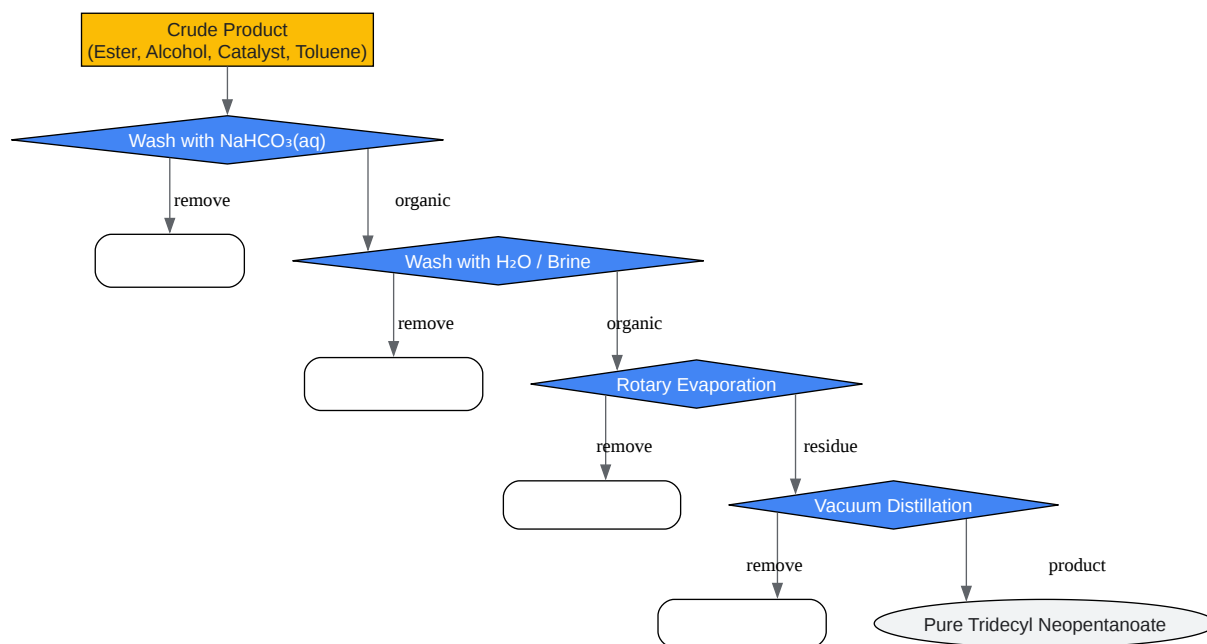 Crude Product
(Ester, Alcohol, Catalyst, Toluene)
Wash with NaHCO₃(aq)
remove
organic
Wash with H₂O / Brine
remove
organic
Rotary Evaporation
remove
residue
Vacuum Distillation
remove
product
Pure Tridecyl Neopentanoate